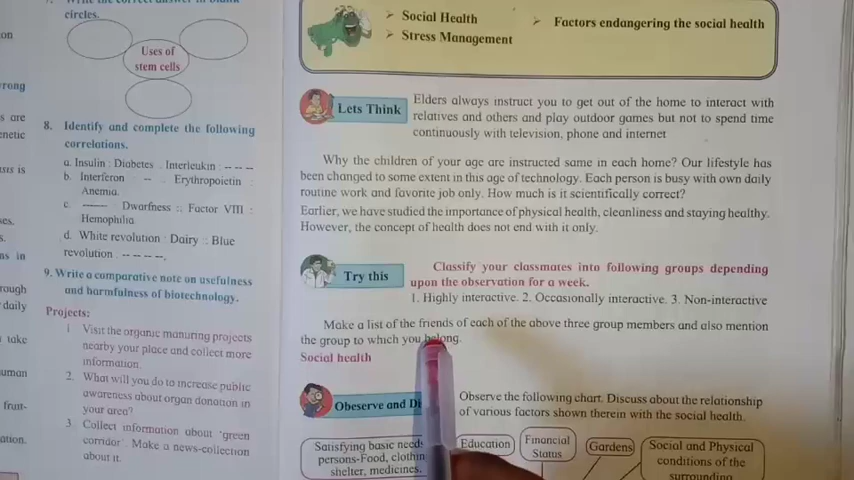 circles.
Uses of
stem cells
8. Identify and complete the following
correlations.
a. Insulin : Diabetes : Interleukin : -- -- --
b. Interferon : -- : Erythropoietin :
Anemia.
c. ------- : Dwarfness :: Factor VIII :
Hemophilia.
d. White revolution : Dairy : Blue
revolution : -- -- -- --.
9. Write a comparative note on usefulness
and harmfulness of biotechnology.
Projects:
1. Visit the organic manuring projects
nearby your place and collect more
information.
2. What will you do to increase public
awareness about organ donation in
your area?
3. Collect information about 'green
corridor' Make a news-collection
about it.
➢ Social Health
➢ Factors endangering the social health
➢ Stress Management
Lets Think
Elders always instruct you to get out of the home to interact with
relatives and others and play outdoor games but not to spend time
continuously with television, phone and internet
Why the children of your age are instructed same in each home? Our lifestyle has
been changed to some extent in this age of technology. Each person is busy with own daily
routine work and favorite job only. How much is it scientifically correct?
Earlier, we have studied the importance of physical health, cleanliness and staying healthy.
However, the concept of health does not end with it only.
Try this
Classify your classmates into following groups depending
upon the observation for a week.
1. Highly interactive. 2. Occasionally interactive. 3. Non-interactive
Make a list of the friends of each of the above three group members and also mention
the group to which you belong.
Social health
Obeserve and
Observe the following chart. Discuss about the relationship
of various factors shown therein with the social health.
Satisfying basic
persons-Food,
shelter, medicines.
Education
Financial
Status
Gardens
Social and Physical
conditions of the
surrounding